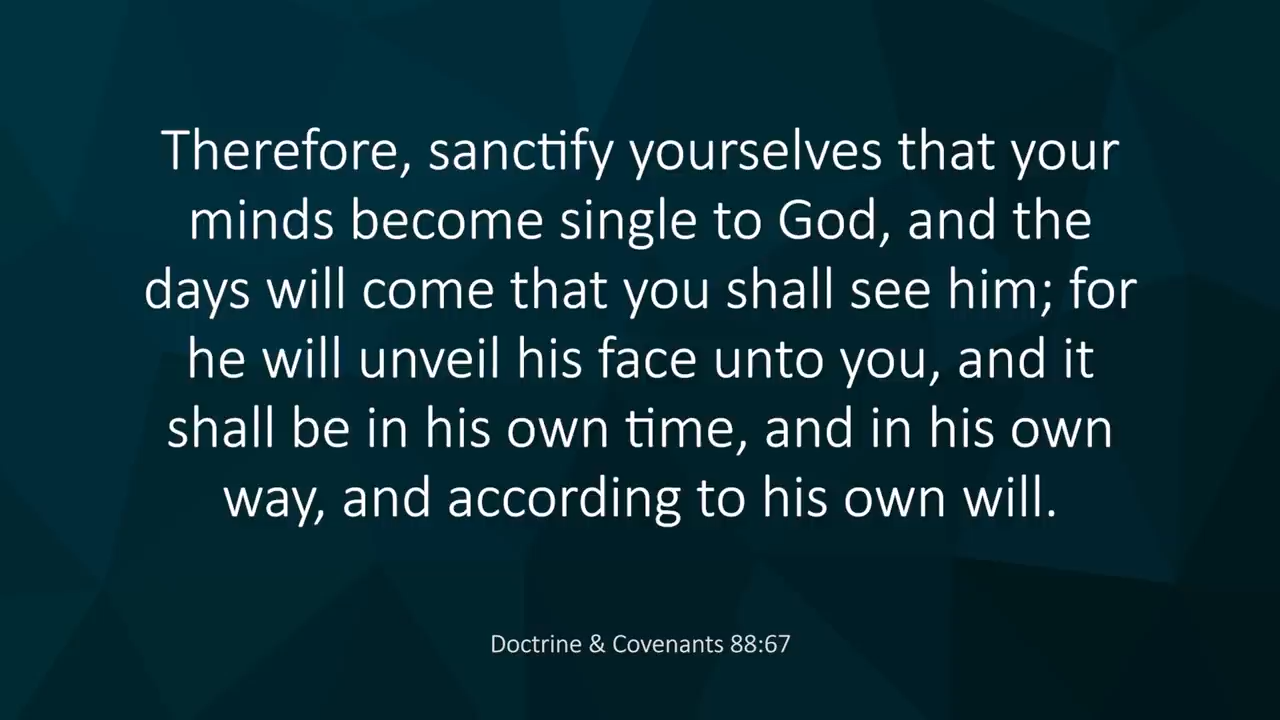 Therefore, sanctify yourselves that your
minds become single to God, and the
days will come that you shall see him; for
he will unveil his face unto you, and it
shall be in his own time, and in his own
way, and according to his own will.
Doctrine & Covenants 88:67